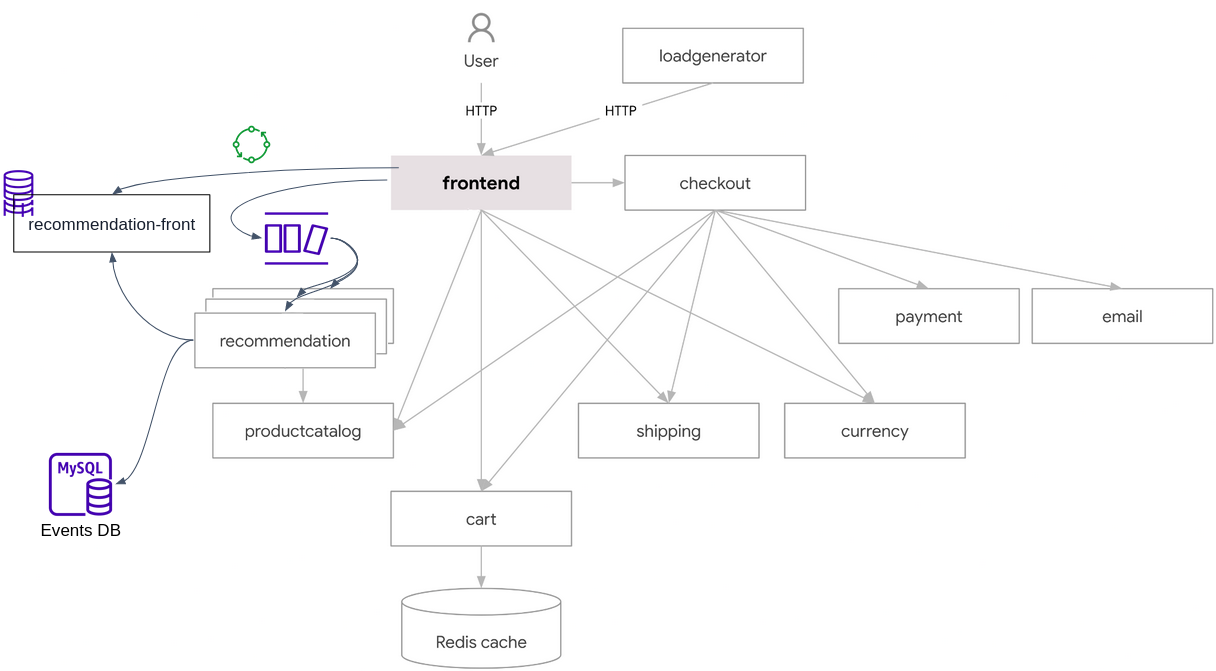 User
loadgenerator
HTTP
HTTP
frontend
checkout
recommendation-front
payment
email
recommendation
productcatalog
shipping
currency
MySQL
Events DB
cart
Redis cache